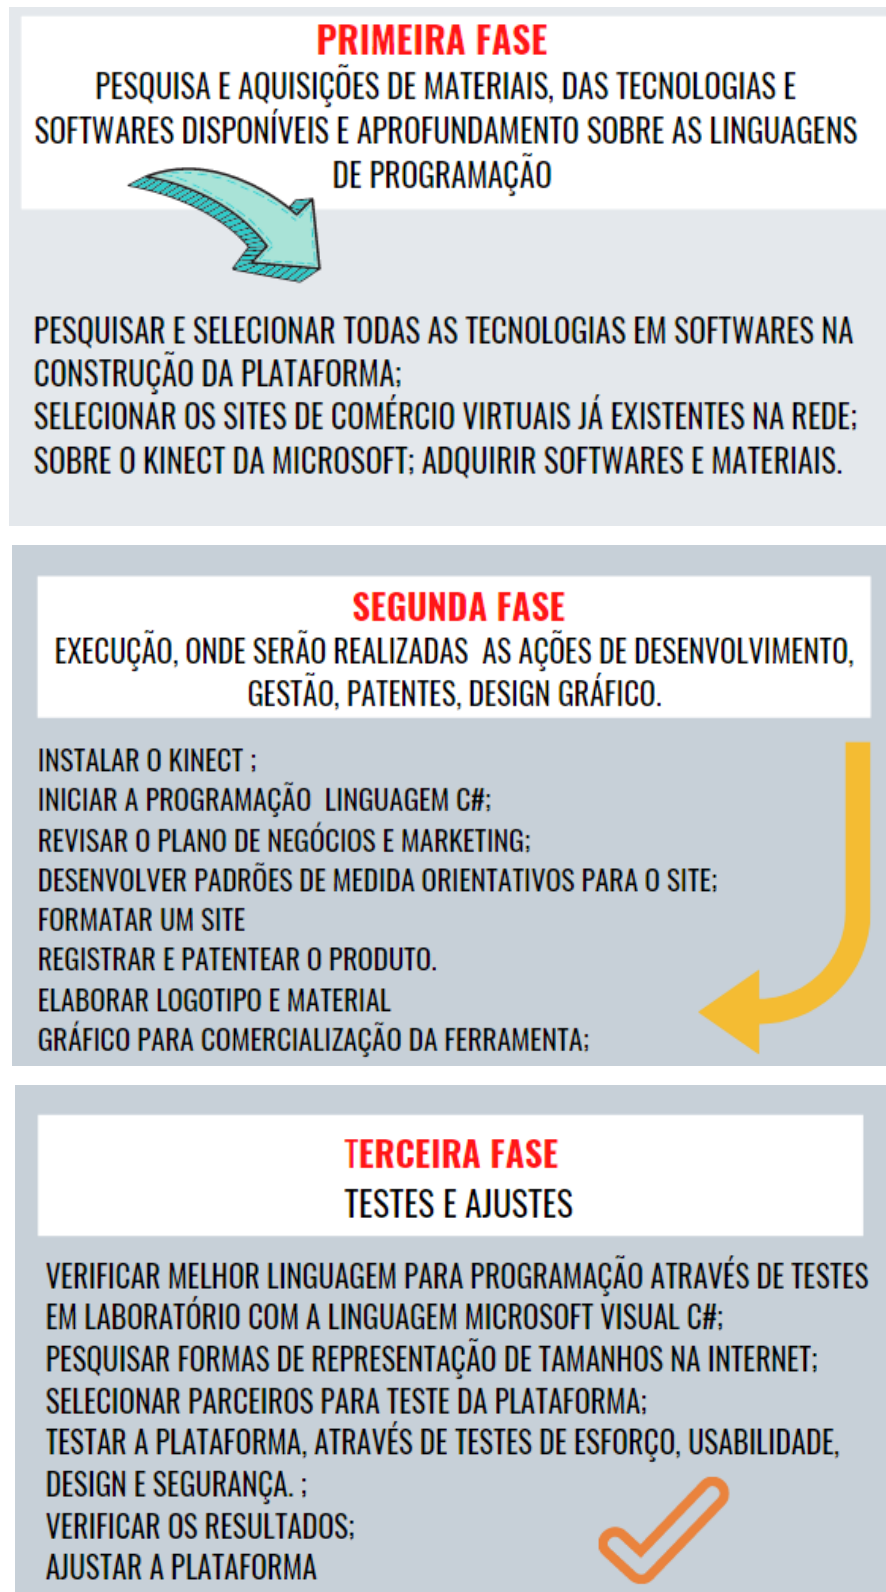 PRIMEIRA FASE
PESQUISA E AQUISIÇÕES DE MATERIAIS, DAS TECNOLOGIAS E
SOFTWARES DISPONÍVEIS E APROFUNDAMENTO SOBRE AS LINGUAGENS
DE PROGRAMAÇÃO
PESQUISAR E SELECIONAR TODAS AS TECNOLOGIAS EM SOFTWARES NA
CONSTRUÇÃO DA PLATAFORMA;
SELECIONAR OS SITES DE COMÉRCIO VIRTUAIS JÁ EXISTENTES NA REDE;
SOBRE O KINECT DA MICROSOFT; ADQUIRIR SOFTWARES E MATERIAIS.
SEGUNDA FASE
EXECUÇÃO, ONDE SERÃO REALIZADAS AS AÇÕES DE DESENVOLVIMENTO,
GESTÃO, PATENTES, DESIGN GRÁFICO.
INSTALAR O KINECT ;
INICIAR A PROGRAMAÇÃO LINGUAGEM C#;
REVISAR O PLANO DE NEGÓCIOS E MARKETING;
DESENVOLVER PADRÕES DE MEDIDA ORIENTATIVOS PARA O SITE;
FORMATAR UM SITE
REGISTRAR E PATENTEAR O PRODUTO.
ELABORAR LOGOTIPO E MATERIAL
GRÁFICO PARA COMERCIALIZAÇÃO DA FERRAMENTA;
TERCEIRA FASE
TESTES E AJUSTES
VERIFICAR MELHOR LINGUAGEM PARA PROGRAMAÇÃO ATRAVÉS DE TESTES
EM LABORATÓRIO COM A LINGUAGEM MICROSOFT VISUAL C#;
PESQUISAR FORMAS DE REPRESENTAÇÃO DE TAMANHOS NA INTERNET;
SELECIONAR PARCEIROS PARA TESTE DA PLATAFORMA;
TESTAR A PLATAFORMA, ATRAVÉS DE TESTES DE ESFORÇO, USABILIDADE,
DESIGN E SEGURANÇA. ;
VERIFICAR OS RESULTADOS;
AJUSTAR A PLATAFORMA